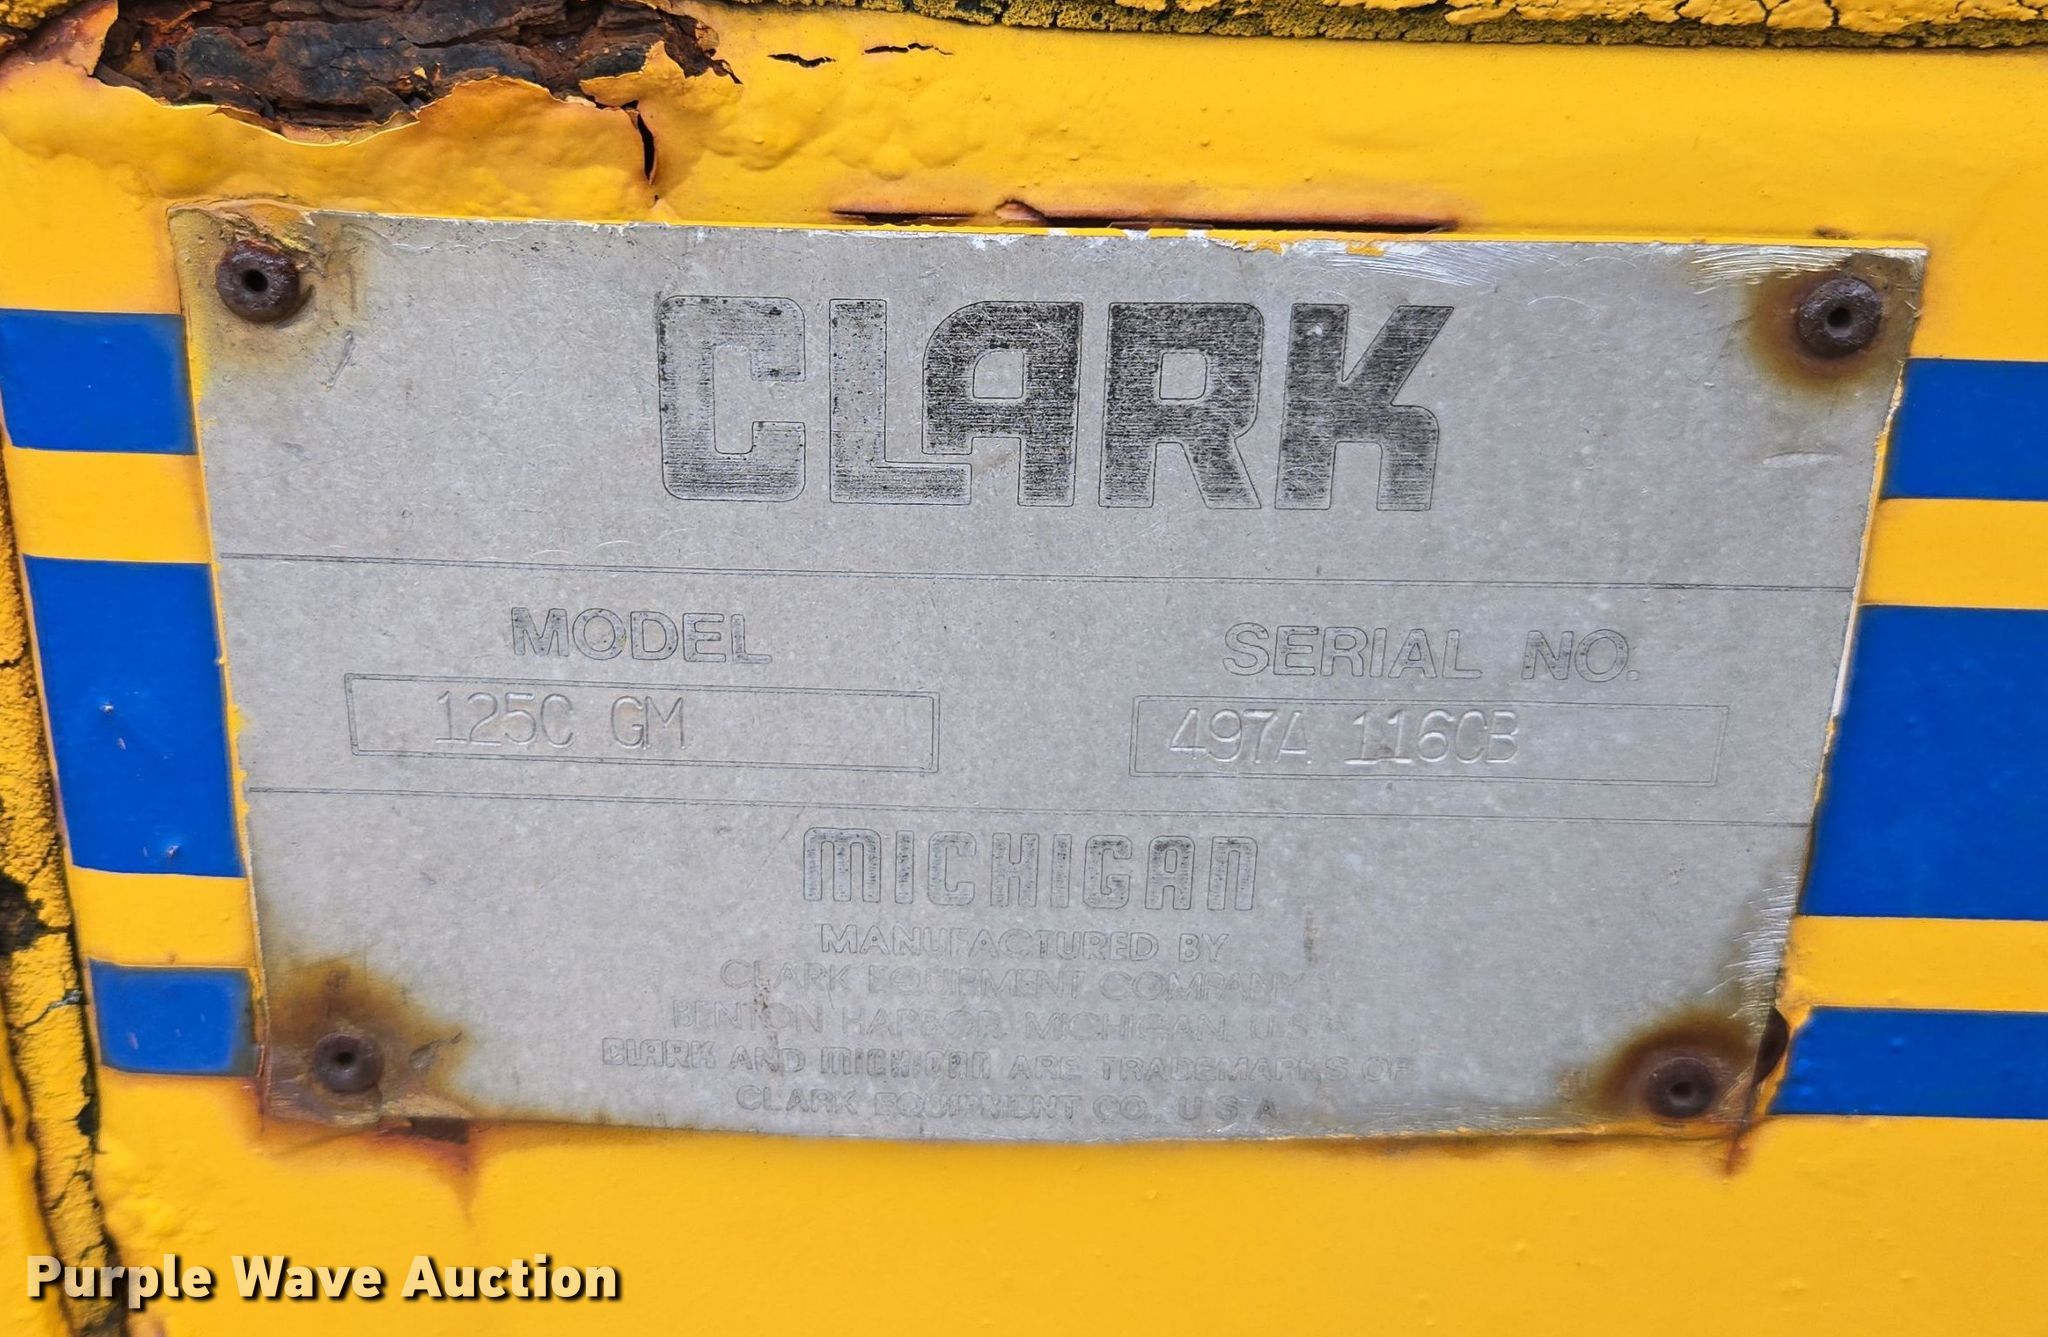 CLARK
MODEL
SERIAL NO.
125C GM
497A 116CB
MICHIGAN
MANUFACTURED BY
CLARK EQUIPMENT COMPANY
BENTON HARBOR, MICHIGAN, U.S.A.
CLARK AND MICHIGAN ARE TRADEMARKS OF
CLARK EQUIPMENT CO., U.S.A.
Purple Wave Auction